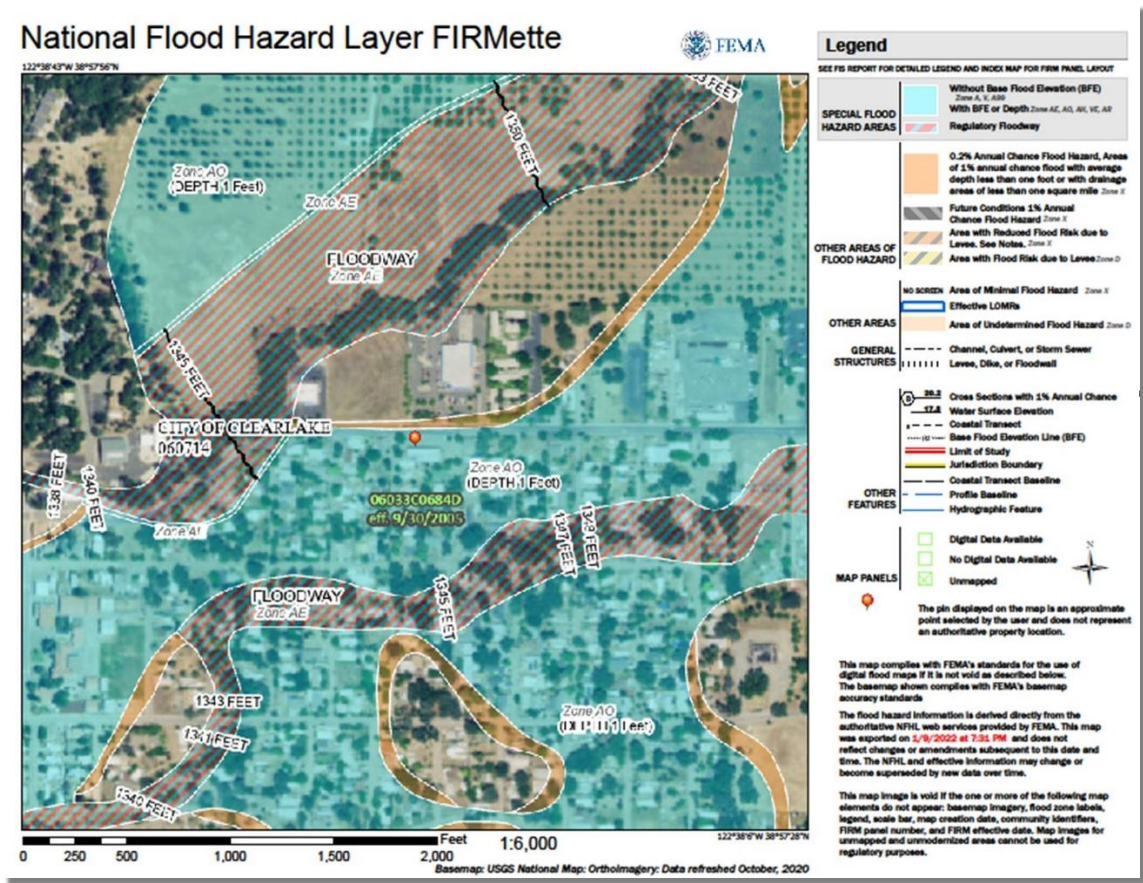 National Flood Hazard Layer FIRMette
FEMA
122°38'43"W 38°57'56"N
Zone AO
(DEPTH 1 Feet)
Zone AE
1350 FEET
FEET
FLOODWAY
Zone AE
1345 FEET
CITY OF CLEARLAKE
060714
1338 FEET
1340 FEET
Zone AE
Zone AO
(DEPTH 1 Feet)
06033C0684D
eff. 9/30/2005
1347 FEET
1349 FEET
FLOODWAY
Zone AE
1345 FEET
1343 FEET
1341 FEET
1340 FEET
Zone AO
(DEPTH 1 Feet)
122°38'6"W 38°57'28"N
Feet
1:6,000
0 250 500 1,000 1,500 2,000
Basemap: USGS National Map: Orthoimagery: Data refreshed October, 2020
Legend
SEE FIS REPORT FOR DETAILED LEGEND AND INDEX MAP FOR FIRM PANEL LAYOUT
SPECIAL FLOOD
HAZARD AREAS
Without Base Flood Elevation (BFE)
Zone A, V, A99
With BFE or Depth Zone AE, AO, AH, VE, AR
Regulatory Floodway
0.2% Annual Chance Flood Hazard, Areas
of 1% annual chance flood with average
depth less than one foot or with drainage
areas of less than one square mile Zone X
Future Conditions 1% Annual
Chance Flood Hazard Zone X
Area with Reduced Flood Risk due to
Levee. See Notes. Zone X
Area with Flood Risk due to Levee Zone D
OTHER AREAS OF
FLOOD HAZARD
NO SCREEN Area of Minimal Flood Hazard Zone X
Effective LOMRs
OTHER AREAS
Area of Undetermined Flood Hazard Zone D
GENERAL
STRUCTURES
Channel, Culvert, or Storm Sewer
Levee, Dike, or Floodwall
B 20.2 Cross Sections with 1% Annual Chance
17.5 Water Surface Elevation
8 Coastal Transect
513 Base Flood Elevation Line (BFE)
Limit of Study
Jurisdiction Boundary
Coastal Transect Baseline
OTHER
FEATURES
Profile Baseline
Hydrographic Feature
Digital Data Available
No Digital Data Available
MAP PANELS
Unmapped
N
The pin displayed on the map is an approximate
point selected by the user and does not represent
an authoritative property location.
This map complies with FEMA's standards for the use of
digital flood maps if it is not void as described below.
The basemap shown complies with FEMA's basemap
accuracy standards
The flood hazard information is derived directly from the
authoritative NFHL web services provided by FEMA. This map
was exported on 1/9/2022 at 7:31 PM and does not
reflect changes or amendments subsequent to this date and
time. The NFHL and effective information may change or
become superseded by new data over time.
This map image is void if the one or more of the following map
elements do not appear: basemap imagery, flood zone labels,
legend, scale bar, map creation date, community identifiers,
FIRM panel number, and FIRM effective date. Map images for
unmapped and unmodernized areas cannot be used for
regulatory purposes.